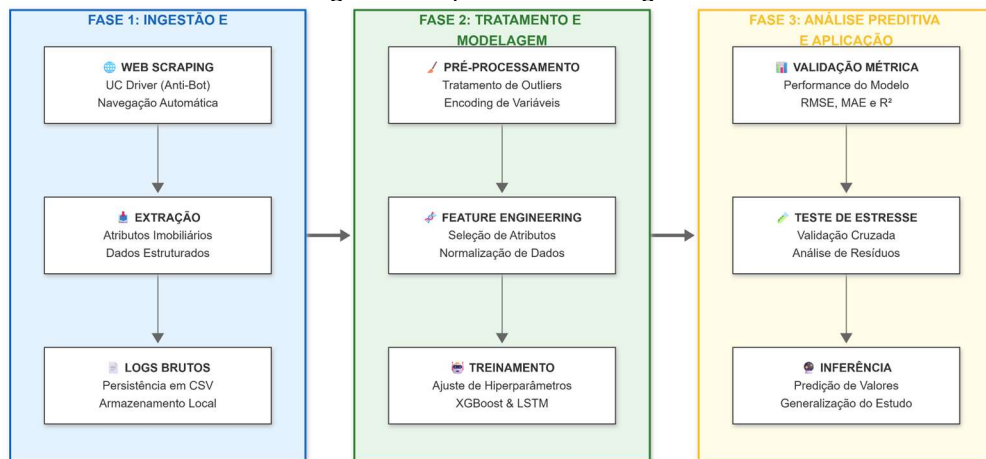 FASE 1: INGESTÃO E
WEB SCRAPING
UC Driver (Anti-Bot)
Navegação Automática
EXTRAÇÃO
Atributos Imobiliários
Dados Estruturados
LOGS BRUTOS
Persistência em CSV
Armazenamento Local
FASE 2: TRATAMENTO E
MODELAGEM
PRÉ-PROCESSAMENTO
Tratamento de Outliers
Encoding de Variáveis
FEATURE ENGINEERING
Seleção de Atributos
Normalização de Dados
TREINAMENTO
Ajuste de Hiperparâmetros
XGBoost & LSTM
FASE 3: ANÁLISE PREDITIVA
E APLICAÇÃO
VALIDAÇÃO MÉTRICA
Performance do Modelo
RMSE, MAE e R²
TESTE DE ESTRESSE
Validação Cruzada
Análise de Resíduos
INFERÊNCIA
Predição de Valores
Generalização do Estudo